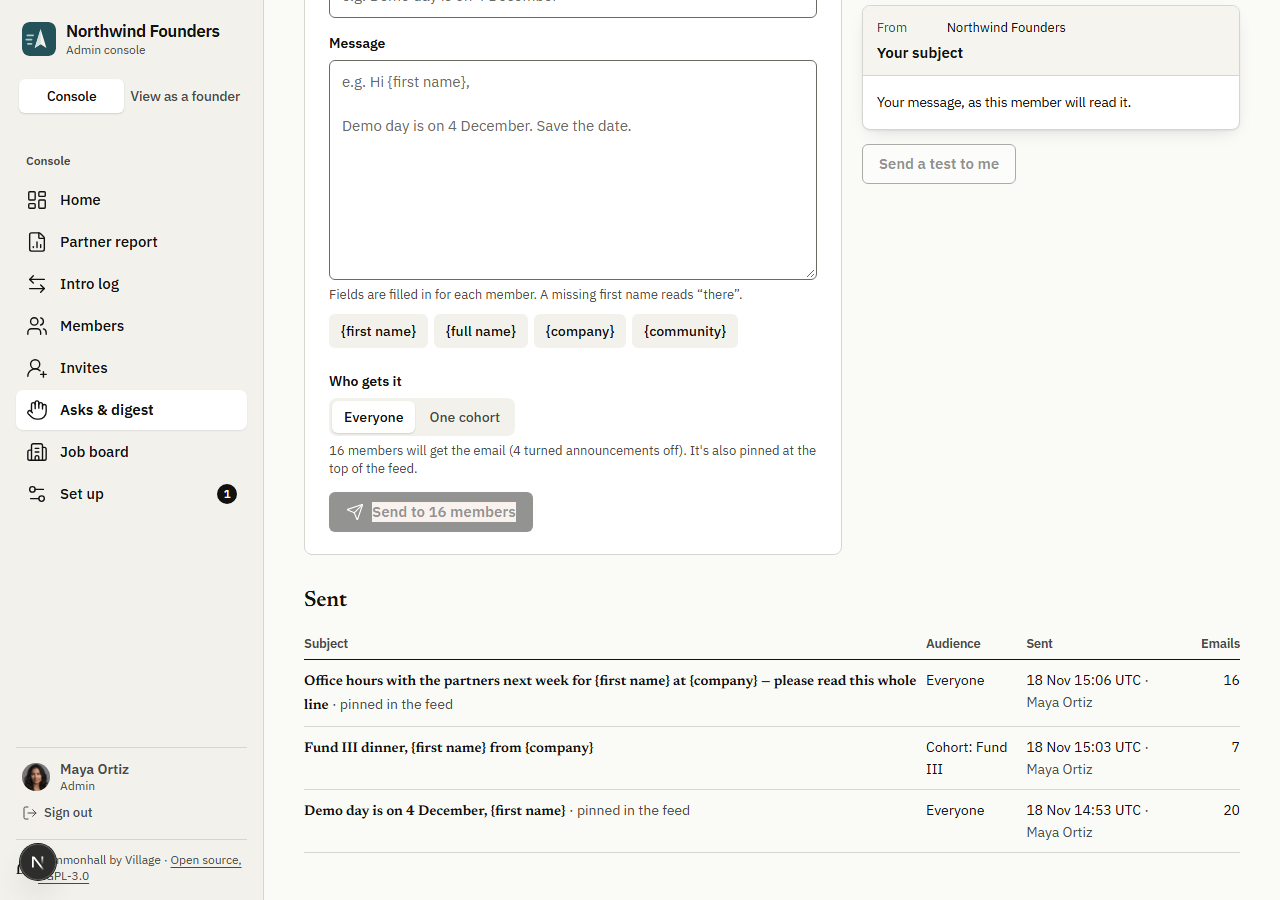 Northwind Founders
Admin console
Console
View as a founder
Console
Home
Partner report
Intro log
Members
Invites
Asks & digest
Job board
Set up
1
Maya Ortiz
Admin
Sign out
N
mmonhall by Village · Open source,
GPL-3.0
Message
e.g. Hi {first name},
Demo day is on 4 December. Save the date.
Fields are filled in for each member. A missing first name reads “there”.
{first name}
{full name}
{company}
{community}
Who gets it
Everyone
One cohort
16 members will get the email (4 turned announcements off). It's also pinned at the
top of the feed.
Send to 16 members
From
Northwind Founders
Your subject
Your message, as this member will read it.
Send a test to me
Sent
Subject
Audience
Sent
Emails
Office hours with the partners next week for {first name} at {company} — please read this whole
line · pinned in the feed
Everyone
18 Nov 15:06 UTC ·
Maya Ortiz
16
Fund III dinner, {first name} from {company}
Cohort: Fund
III
18 Nov 15:03 UTC ·
Maya Ortiz
7
Demo day is on 4 December, {first name} · pinned in the feed
Everyone
18 Nov 14:53 UTC ·
Maya Ortiz
20